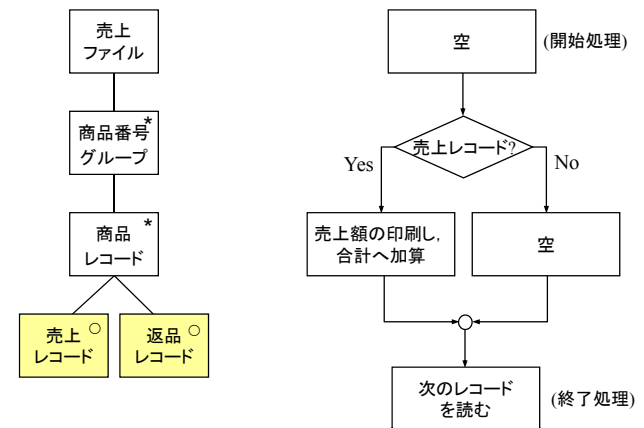 売上
ファイル
商品番号*
グループ
商品*
レコード
売上○
レコード
返品○
レコード
空
(開始処理)
売上レコード?
Yes
No
売上額の印刷し,
合計へ加算
空
次のレコード
を読む
(終了処理)